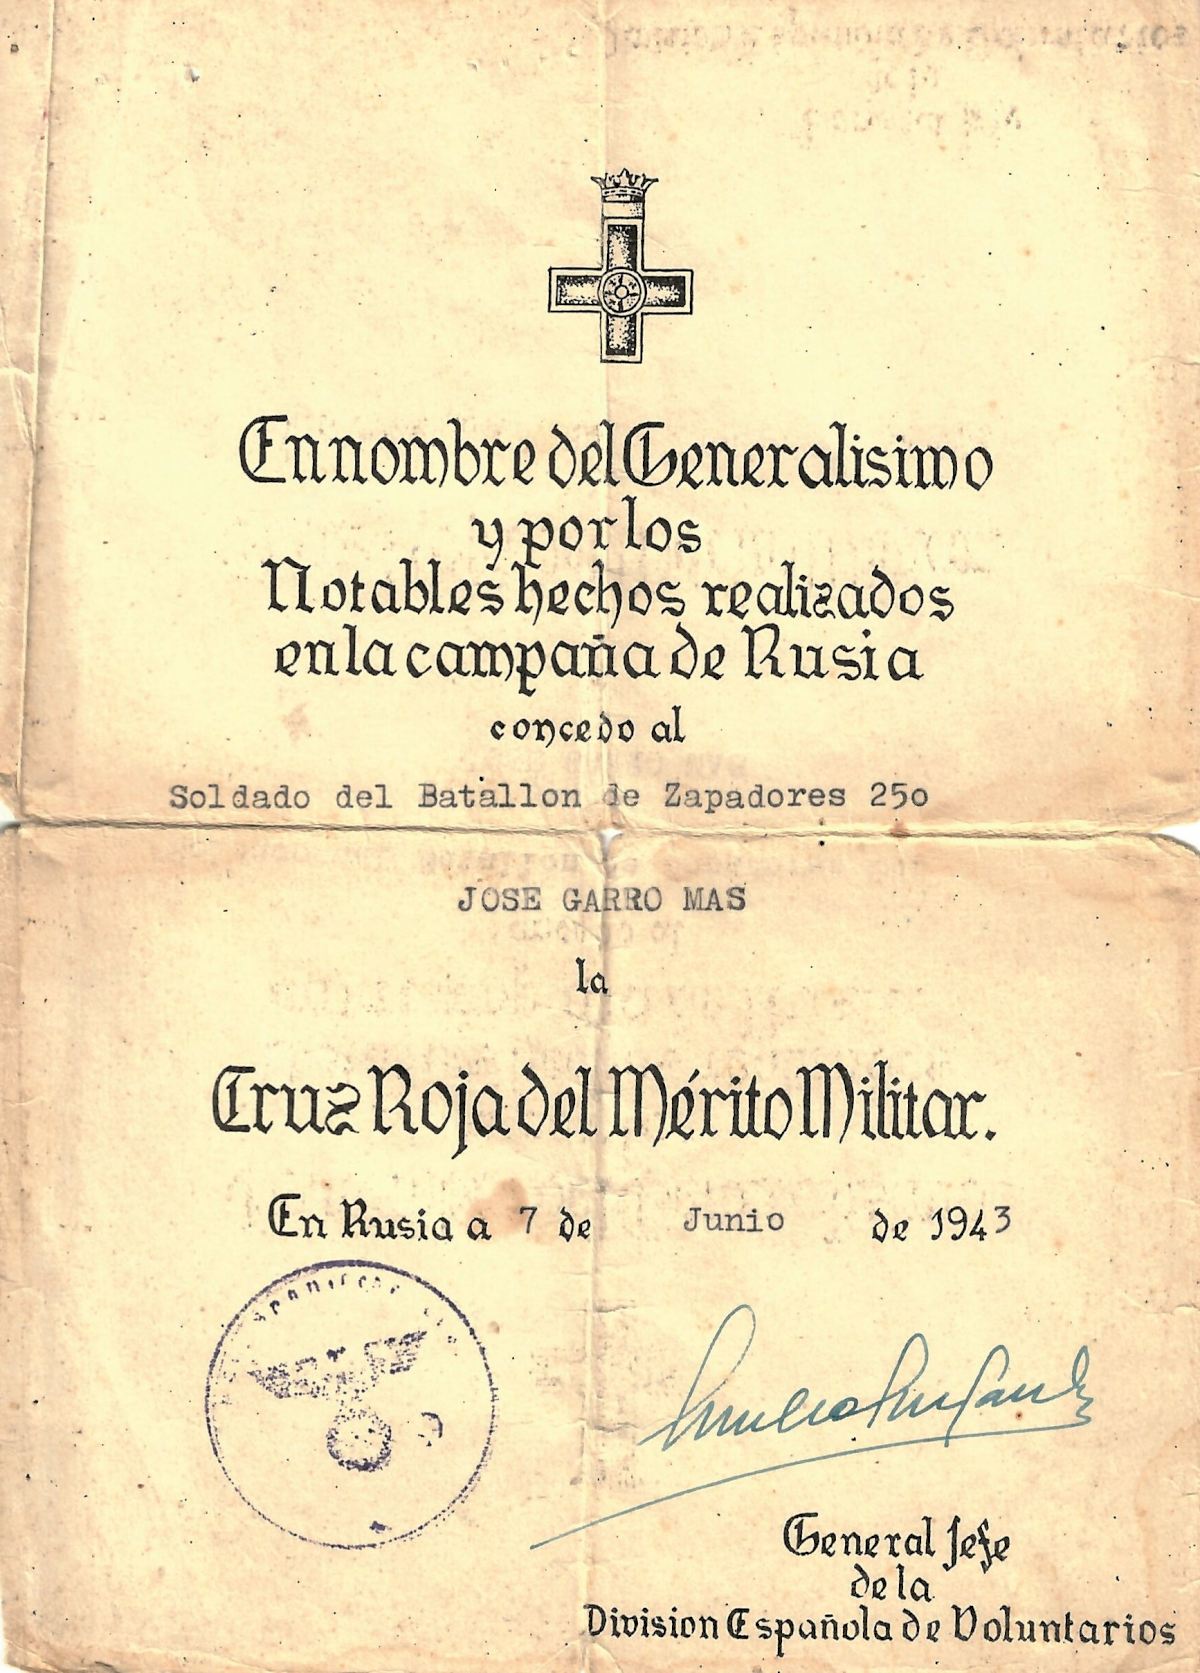 En nombre del Generalisimo
y por los
Notables hechos realizados
en la campaña de Rusia
concedo al
Soldado del Batallon de Zapadores 25o
JOSE GARRO MAS
la
Cruz Roja del Mérito Militar.
En Rusia a 7 de Junio de 1943
General Jefe
de la
Division Española de Voluntarios